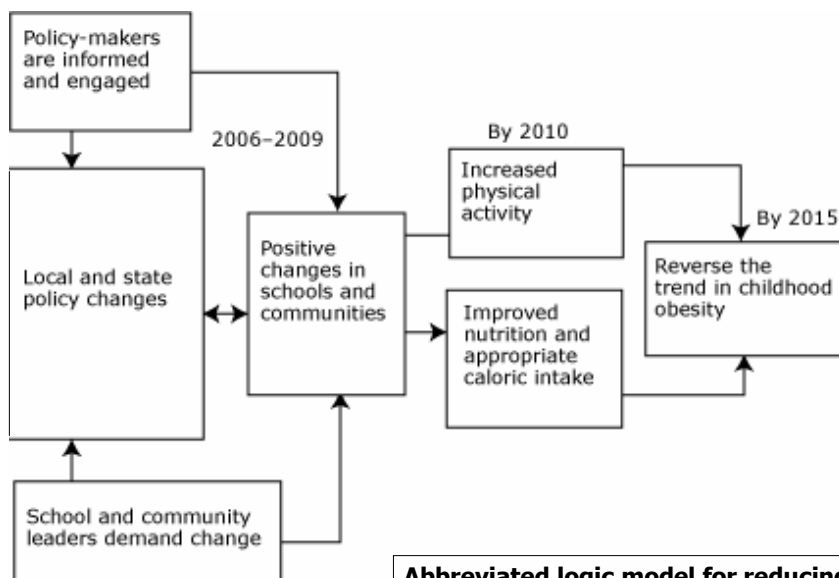 Policy-makers
are informed
and engaged
2006–2009
By 2010
Increased
physical
activity
By 2015
Local and state
policy changes
Positive
changes in
schools and
communities
Reverse the
trend in childhood
obesity
Improved
nutrition and
appropriate
caloric intake
School and community
leaders demand change
Abbreviated logic model for reducing